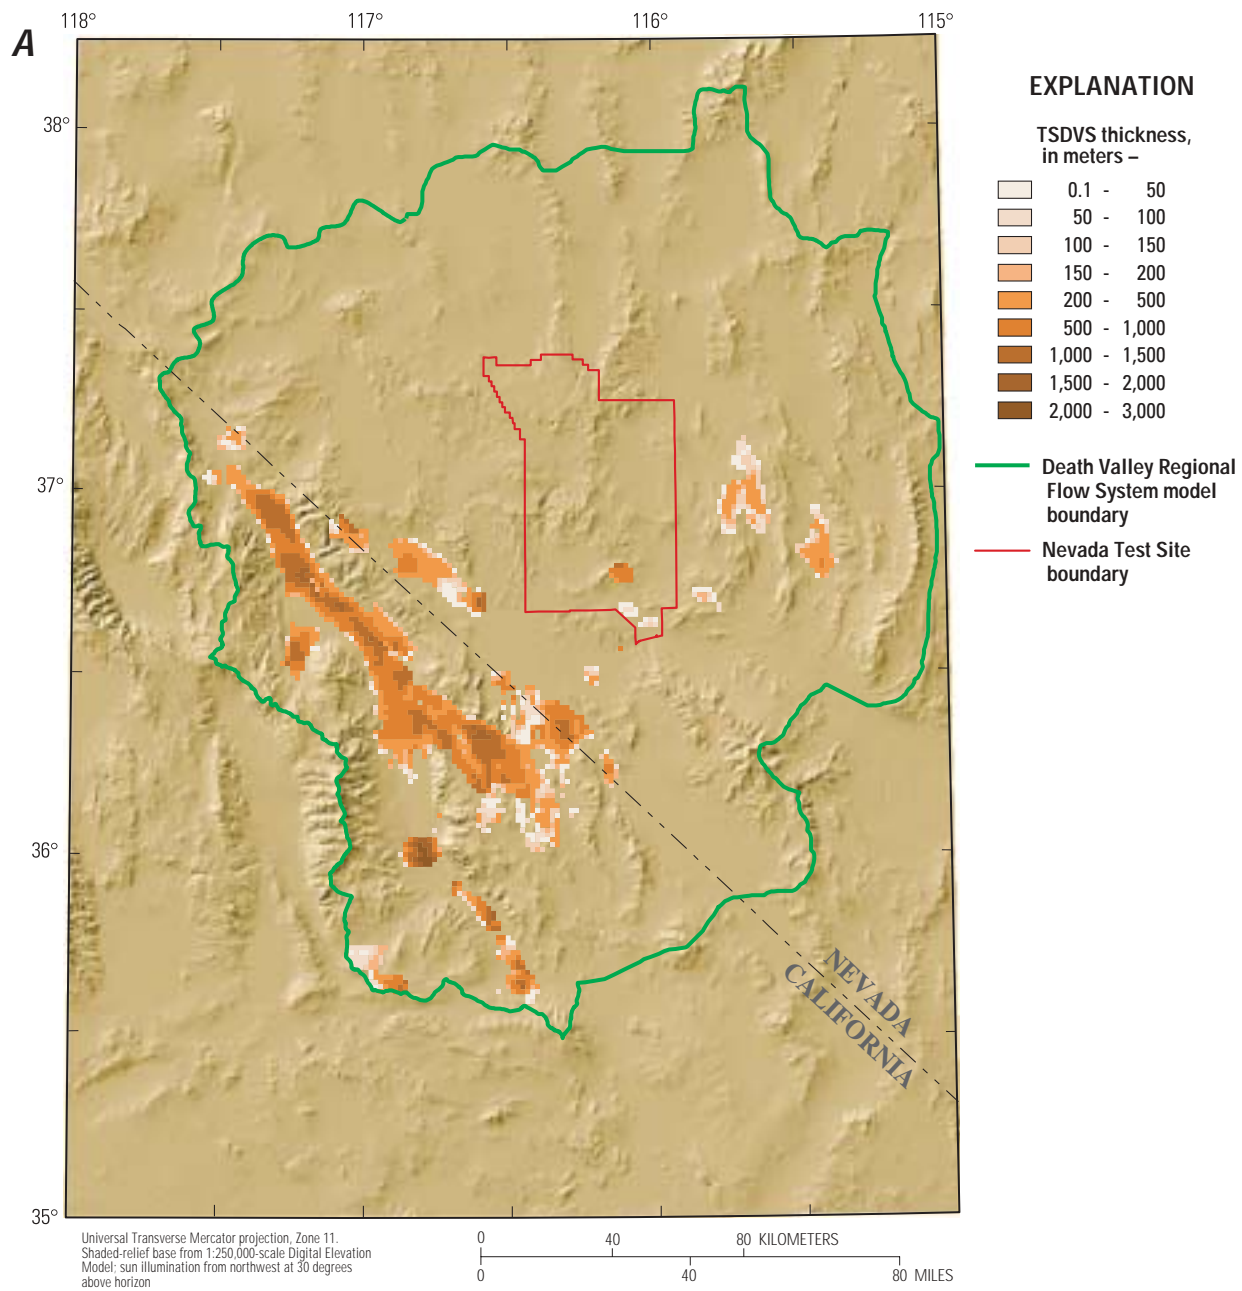 A
118°
117°
116°
115°
38°
37°
36°
35°
EXPLANATION
TSDVS thickness,
in meters –
0.1 - 50
50 - 100
100 - 150
150 - 200
200 - 500
500 - 1,000
1,000 - 1,500
1,500 - 2,000
2,000 - 3,000
Death Valley Regional
Flow System model
boundary
Nevada Test Site
boundary
NEVADA
CALIFORNIA
Universal Transverse Mercator projection, Zone 11.
Shaded-relief base from 1:250,000-scale Digital Elevation
Model; sun illumination from northwest at 30 degrees
above horizon
0 40 80 KILOMETERS
0 40 80 MILES